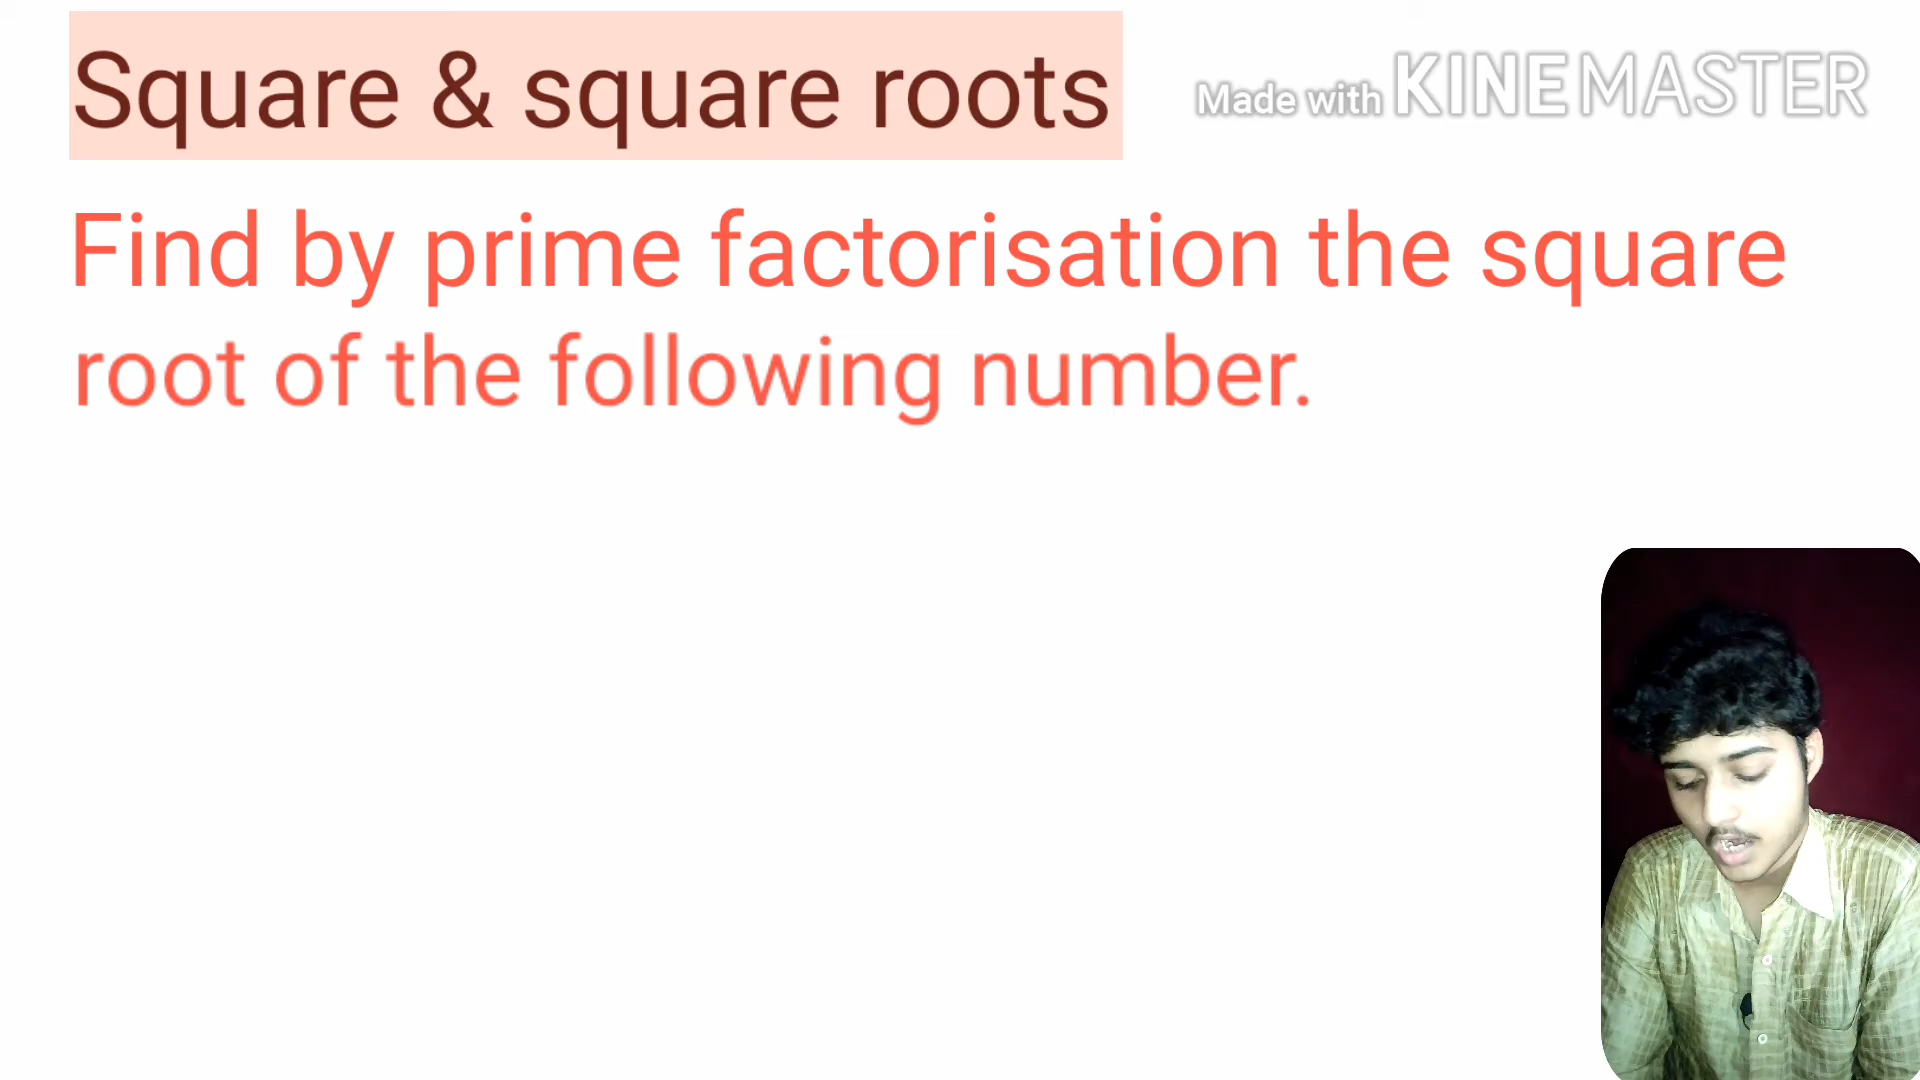 Square & square roots
Made with KINEMASTER
Find by prime factorisation the square
root of the following number.